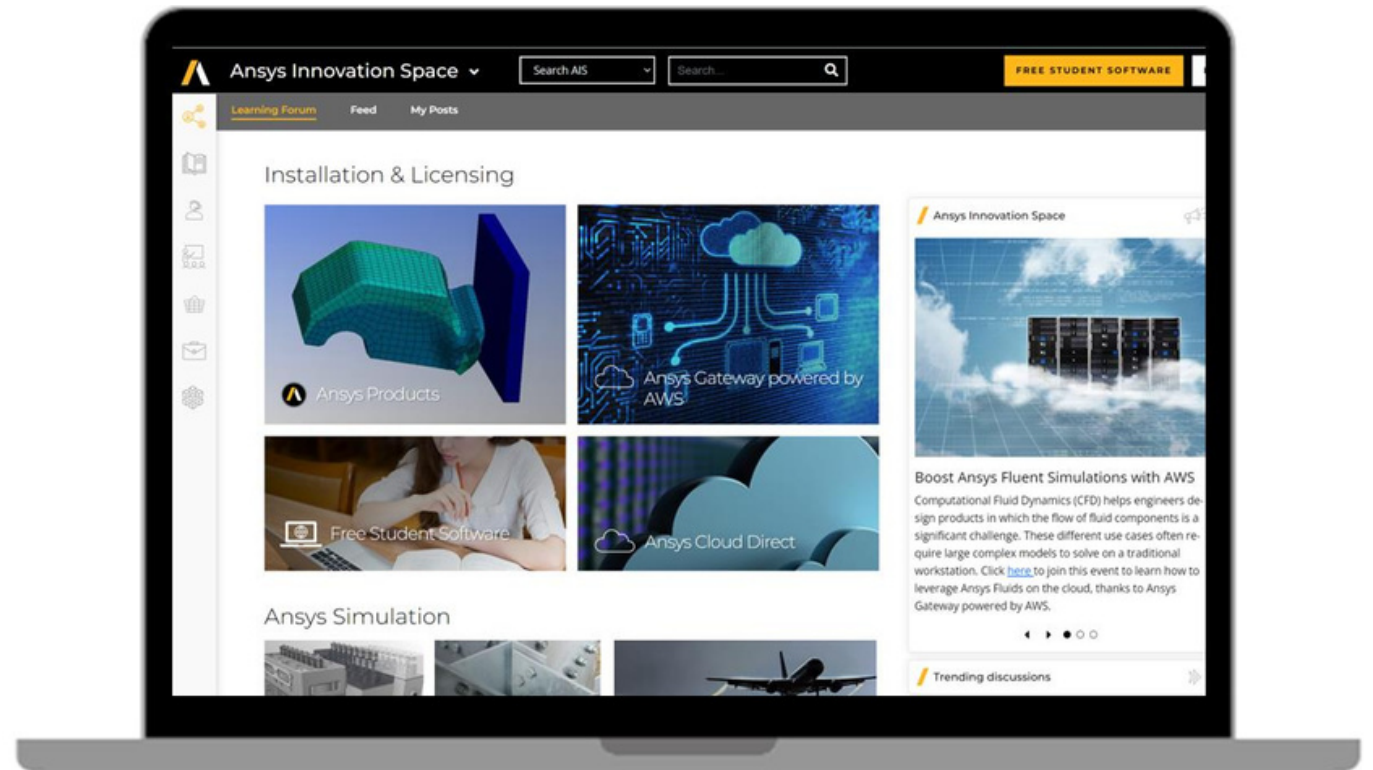 Ansys Innovation Space
Search AIS
Search...
FREE STUDENT SOFTWARE
Learning Forum
Feed
My Posts
Installation & Licensing
Ansys Products
Ansys Gateway powered by
AWS
Free Student Software
Ansys Cloud Direct
Ansys Simulation
Ansys Innovation Space
Boost Ansys Fluent Simulations with AWS
Computational Fluid Dynamics (CFD) helps engineers de-
sign products in which the flow of fluid components is a
significant challenge. These different use cases often re-
quire large complex models to solve on a traditional
workstation. Click here to join this event to learn how to
leverage Ansys Fluids on the cloud, thanks to Ansys
Gateway powered by AWS.
Trending discussions